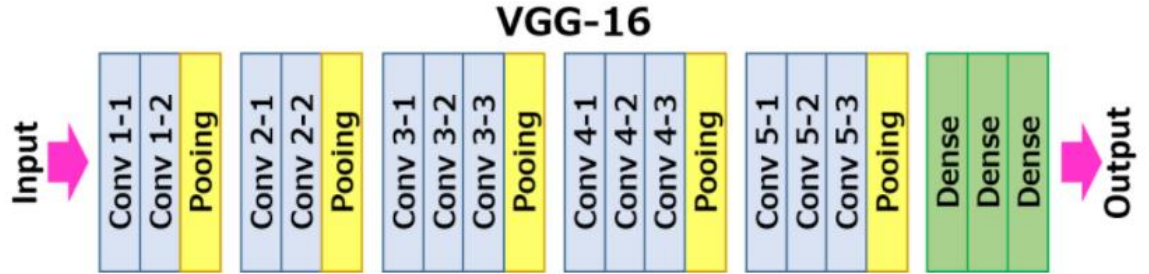 VGG-16
Input
Conv 1-1
Conv 1-2
Pooing
Conv 2-1
Conv 2-2
Pooing
Conv 3-1
Conv 3-2
Conv 3-3
Pooing
Conv 4-1
Conv 4-2
Conv 4-3
Pooing
Conv 5-1
Conv 5-2
Conv 5-3
Pooing
Dense
Dense
Dense
Output